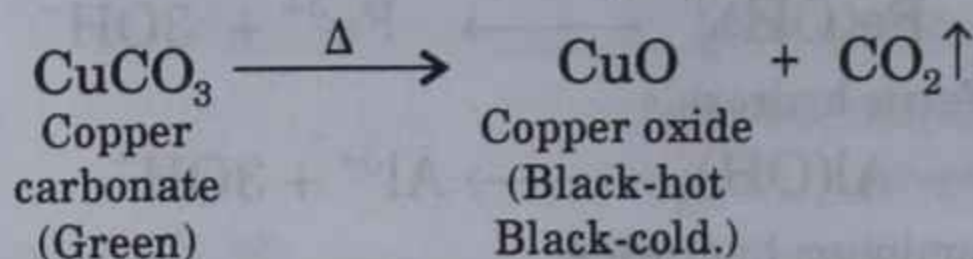 Δ
CuCO₃ ⟶ CuO + CO₂↑
Copper Copper oxide
carbonate (Black-hot
(Green) Black-cold.)